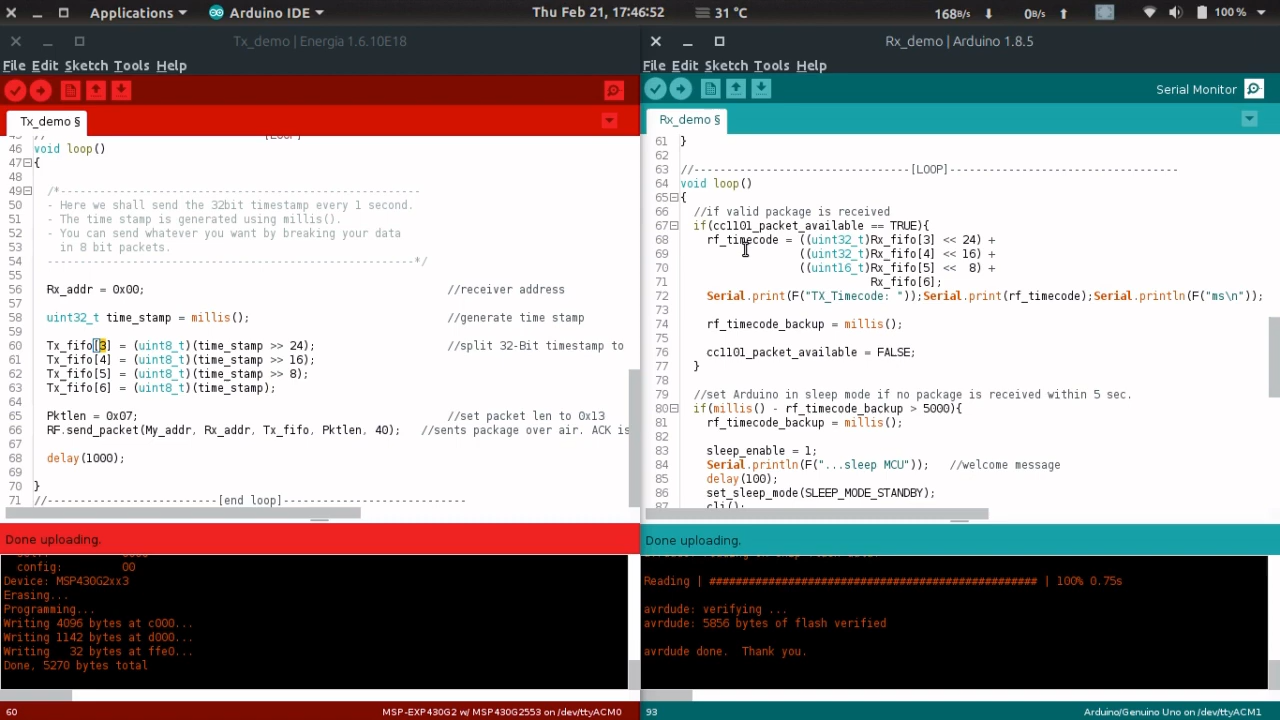 Applications Arduino IDE Thu Feb 21, 17:46:52 31 °C 168B/s 0B/s 100 %
Tx_demo | Energia 1.6.10E18
File Edit Sketch Tools Help
Tx_demo §
45 // [LOOP]
46 void loop()
47 {
48
49 /*---------------------------------------------------------
50 - Here we shall send the 32bit timestamp every 1 second.
51 - The time stamp is generated using millis().
52 - You can send whatever you want by breaking your data
53 in 8 bit packets.
54 ---------------------------------------------------------*/
55
56 Rx_addr = 0x00; //receiver address
57
58 uint32_t time_stamp = millis(); //generate time stamp
59
60 Tx_fifo[3] = (uint8_t)(time_stamp >> 24); //split 32-Bit timestamp to
61 Tx_fifo[4] = (uint8_t)(time_stamp >> 16);
62 Tx_fifo[5] = (uint8_t)(time_stamp >> 8);
63 Tx_fifo[6] = (uint8_t)(time_stamp);
64
65 Pktlen = 0x07; //set packet len to 0x13
66 RF.send_packet(My_addr, Rx_addr, Tx_fifo, Pktlen, 40); //sents package over air. ACK is
67
68 delay(1000);
69
70 }
71 //--------------------------[end loop]----------------------------
Done uploading.
config: 00
Device: MSP430G2xx3
Erasing...
Programming...
Writing 4096 bytes at c000...
Writing 1142 bytes at d000...
Writing 32 bytes at ffe0...
Done, 5270 bytes total
60 MSP-EXP430G2 w/ MSP430G2553 on /dev/ttyACM0
Rx_demo | Arduino 1.8.5
File Edit Sketch Tools Help
Serial Monitor
Rx_demo §
61 }
62
63 //---------------------------------[LOOP]-----------------------------------
64 void loop()
65 {
66 //if valid package is received
67 if(cc1101_packet_available == TRUE){
68 rf_timecode = ((uint32_t)Rx_fifo[3] << 24) +
69 ((uint32_t)Rx_fifo[4] << 16) +
70 ((uint16_t)Rx_fifo[5] << 8) +
71 Rx_fifo[6];
72 Serial.print(F("TX_Timecode: "));Serial.print(rf_timecode);Serial.println(F("ms\n"));
73
74 rf_timecode_backup = millis();
75
76 cc1101_packet_available = FALSE;
77 }
78
79 //set Arduino in sleep mode if no package is received within 5 sec.
80 if(millis() - rf_timecode_backup > 5000){
81 rf_timecode_backup = millis();
82
83 sleep_enable = 1;
84 Serial.println(F("...sleep MCU")); //welcome message
85 delay(100);
86 set_sleep_mode(SLEEP_MODE_STANDBY);
87 cli();
Done uploading.
Reading | ################################################## | 100% 0.75s
avrdude: verifying ...
avrdude: 5856 bytes of flash verified
avrdude done. Thank you.
93 Arduino/Genuino Uno on /dev/ttyACM1